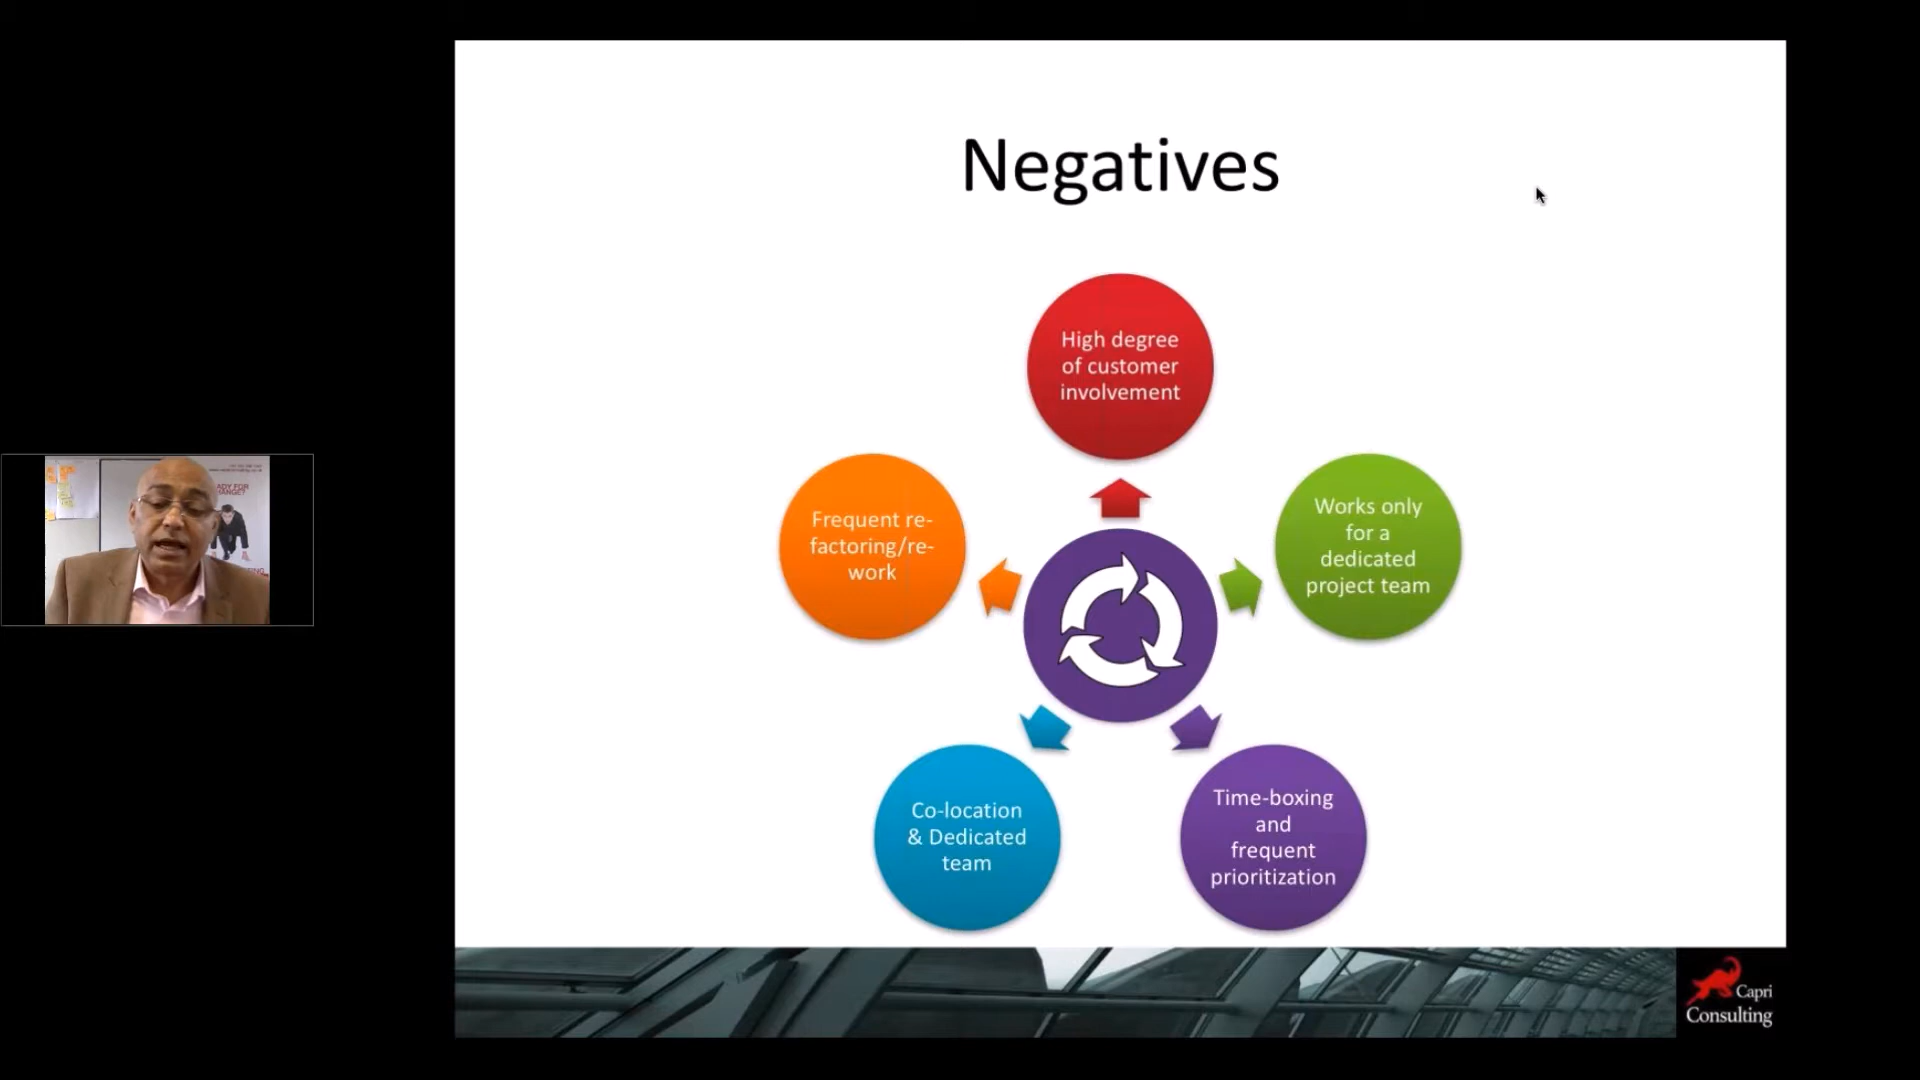 Negatives
High degree
of customer
involvement
Works only
for a
dedicated
project team
Time-boxing
and
frequent
prioritization
Co-location
& Dedicated
team
Frequent re-
factoring/re-
work
Capri
Consulting